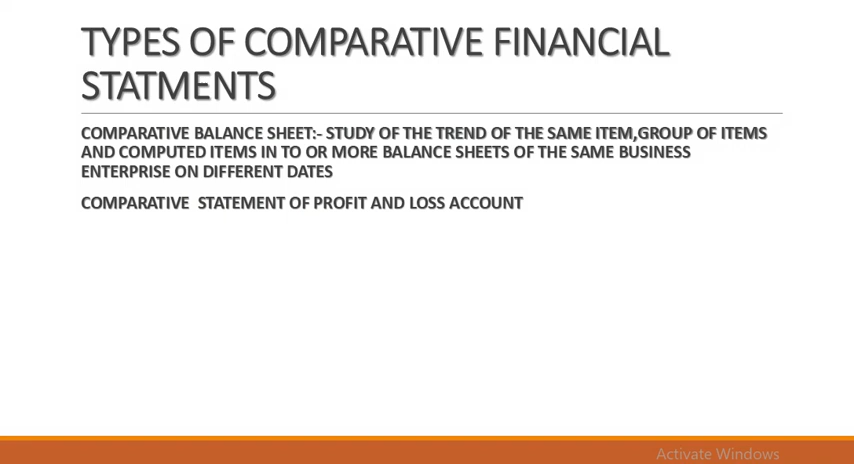 TYPES OF COMPARATIVE FINANCIAL
STATMENTS
COMPARATIVE BALANCE SHEET:- STUDY OF THE TREND OF THE SAME ITEM,GROUP OF ITEMS
AND COMPUTED ITEMS IN TO OR MORE BALANCE SHEETS OF THE SAME BUSINESS
ENTERPRISE ON DIFFERENT DATES
COMPARATIVE STATEMENT OF PROFIT AND LOSS ACCOUNT
Activate Windows